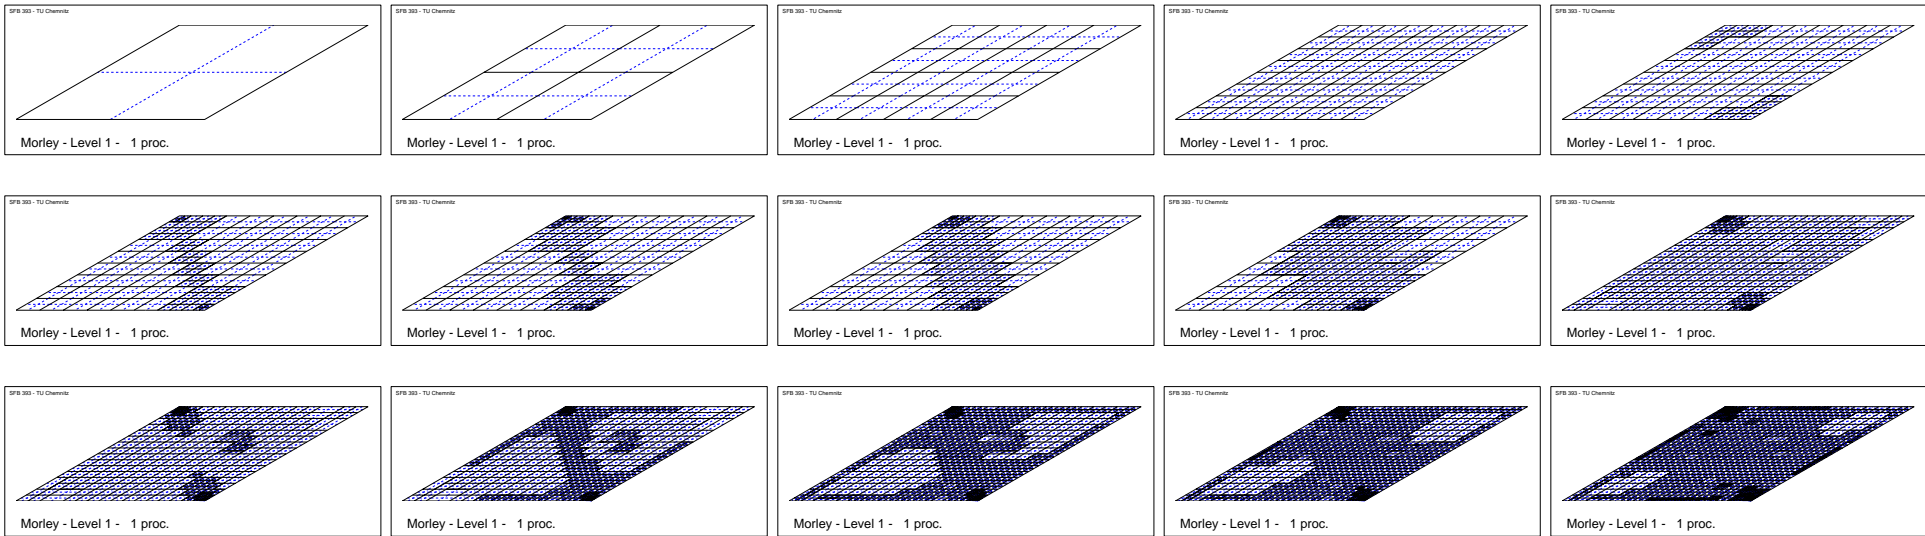 SFB 393 - TU Chemnitz
SFB 393 - TU Chemnitz
SFB 393 - TU Chemnitz
SFB 393 - TU Chemnitz
SFB 393 - TU Chemnitz
Morley - Level 1 - 1 proc.
Morley - Level 1 - 1 proc.
Morley - Level 1 - 1 proc.
Morley - Level 1 - 1 proc.
Morley - Level 1 - 1 proc.
SFB 393 - TU Chemnitz
SFB 393 - TU Chemnitz
SFB 393 - TU Chemnitz
SFB 393 - TU Chemnitz
SFB 393 - TU Chemnitz
Morley - Level 1 - 1 proc.
Morley - Level 1 - 1 proc.
Morley - Level 1 - 1 proc.
Morley - Level 1 - 1 proc.
Morley - Level 1 - 1 proc.
SFB 393 - TU Chemnitz
SFB 393 - TU Chemnitz
SFB 393 - TU Chemnitz
SFB 393 - TU Chemnitz
SFB 393 - TU Chemnitz
Morley - Level 1 - 1 proc.
Morley - Level 1 - 1 proc.
Morley - Level 1 - 1 proc.
Morley - Level 1 - 1 proc.
Morley - Level 1 - 1 proc.